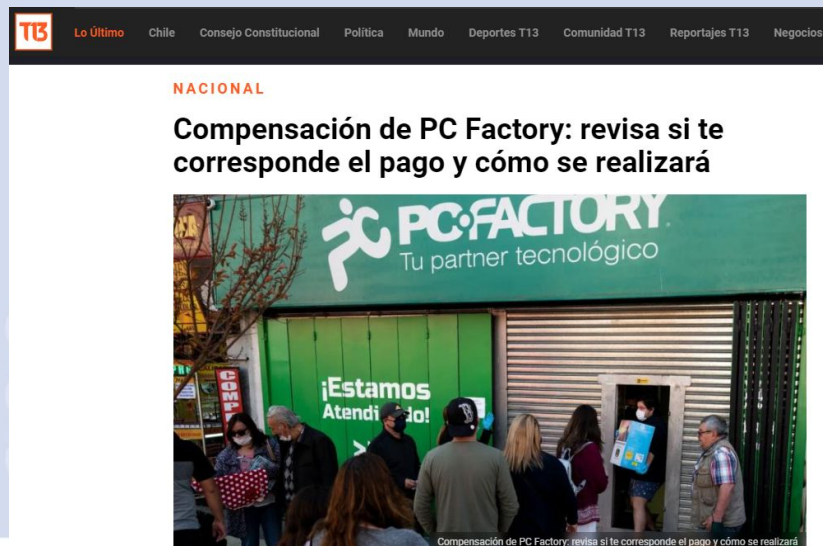 T13 Lo Último Chile Consejo Constitucional Política Mundo Deportes T13 Comunidad T13 Reportajes T13 Negocios
NACIONAL
Compensación de PC Factory: revisa si te
corresponde el pago y cómo se realizará
PC·FACTORY
Tu partner tecnológico
¡Estamos
Compensación de PC Factory: revisa si te corresponde el pago y cómo se realizará